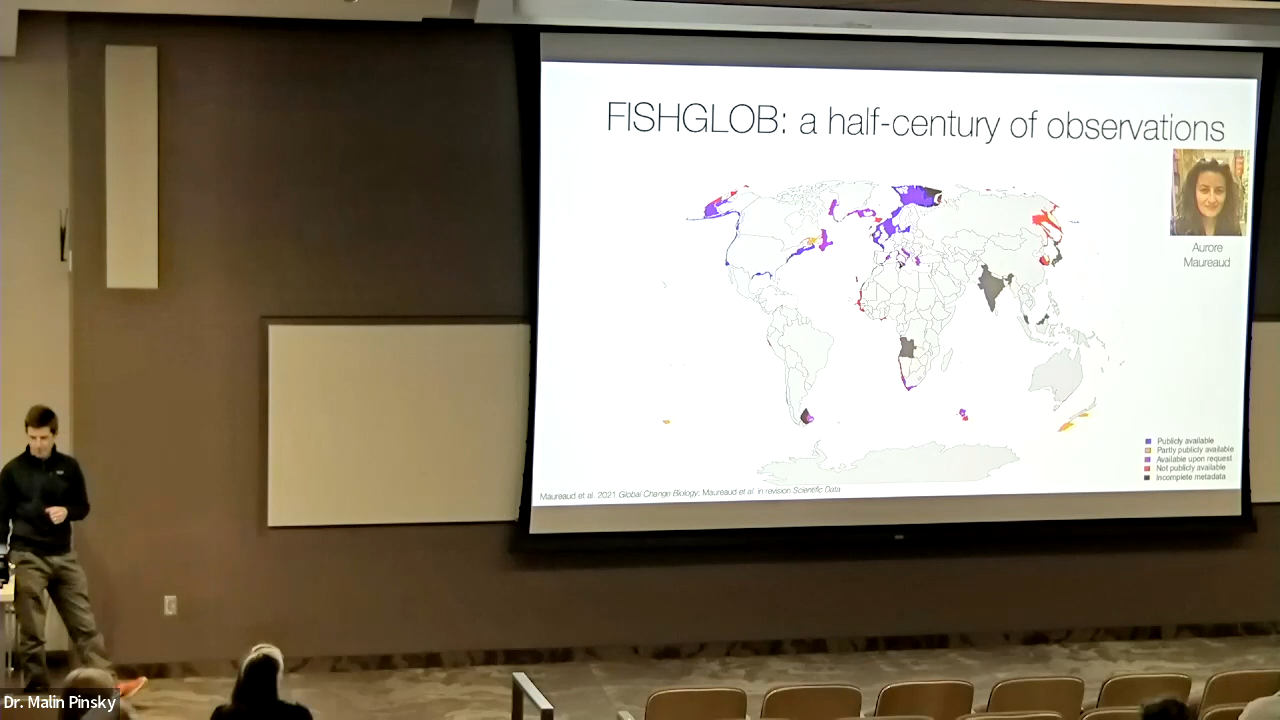 FISHGLOB: a half-century of observations
Aurore
Maureaud
Publicly available
Partly publicly available
Available upon request
Not publicly available
Incomplete metadata
Maureaud et al. 2021 Global Change Biology; Maureaud et al. in revision Scientific Data
Dr. Malin Pinsky